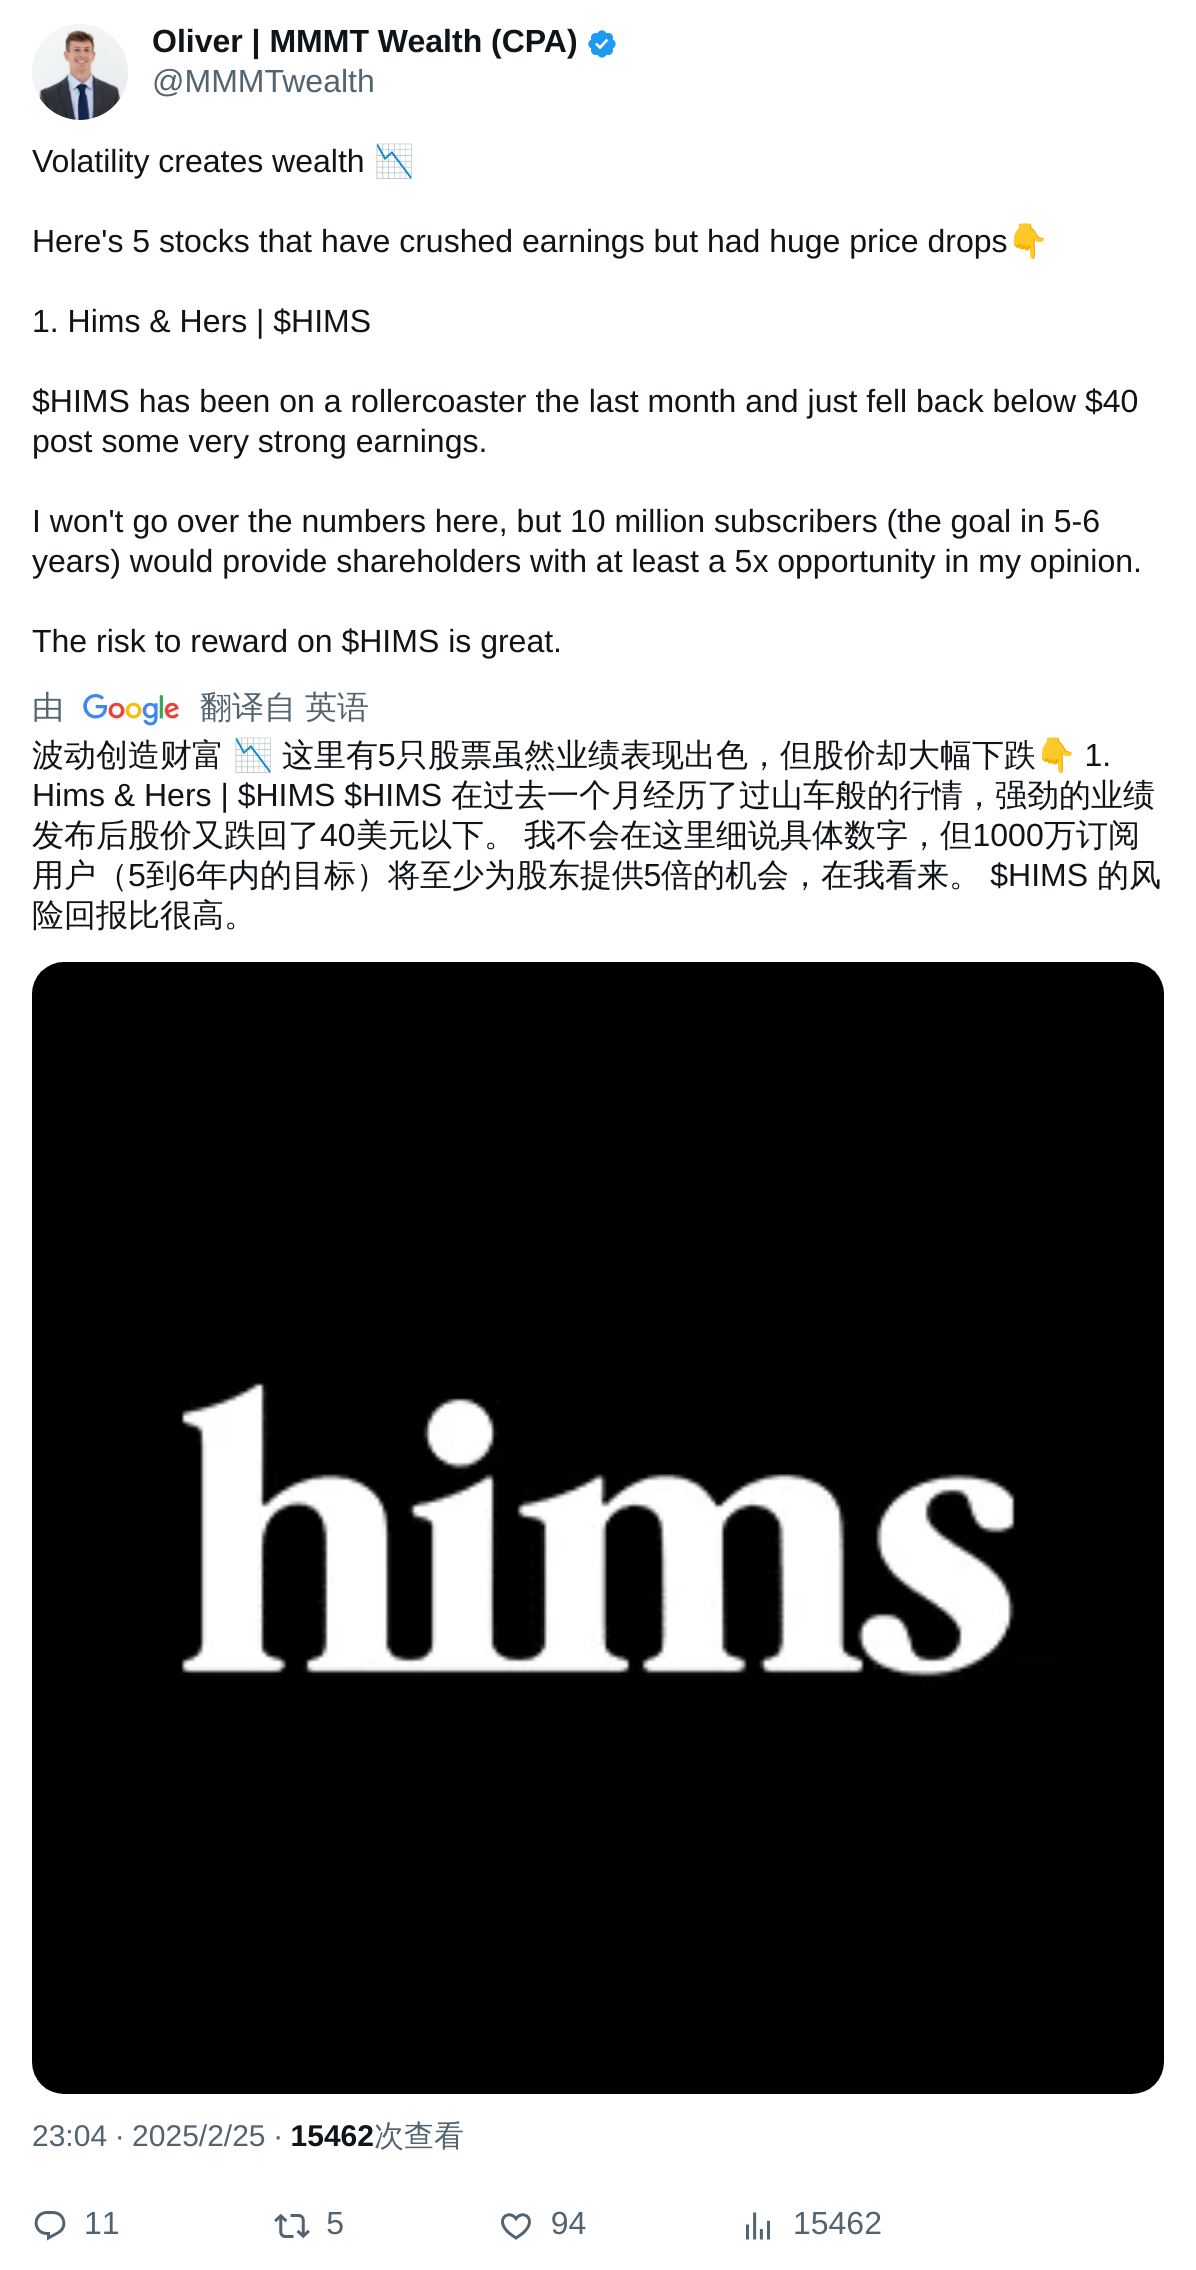 Oliver | MMMT Wealth (CPA)
@MMMTwealth
Volatility creates wealth 📉
Here's 5 stocks that have crushed earnings but had huge price drops👇
1. Hims & Hers | $HIMS
$HIMS has been on a rollercoaster the last month and just fell back below $40
post some very strong earnings.
I won't go over the numbers here, but 10 million subscribers (the goal in 5-6
years) would provide shareholders with at least a 5x opportunity in my opinion.
The risk to reward on $HIMS is great.
由 Google 翻译自 英语
波动创造财富 📉 这里有5只股票虽然业绩表现出色，但股价却大幅下跌👇 1.
Hims & Hers | $HIMS $HIMS 在过去一个月经历了过山车般的行情，强劲的业绩
发布后股价又跌回了40美元以下。 我不会在这里细说具体数字，但1000万订阅
用户（5到6年内的目标）将至少为股东提供5倍的机会，在我看来。 $HIMS 的风
险回报比很高。
hims
23:04 · 2025/2/25 · 15462次查看
11 5 94 15462